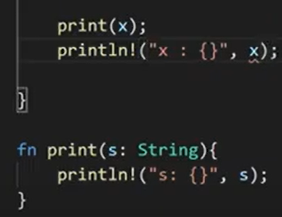 print(x);
println!("x : {}", x);
}
fn print(s: String){
println!("s: {}", s);
}